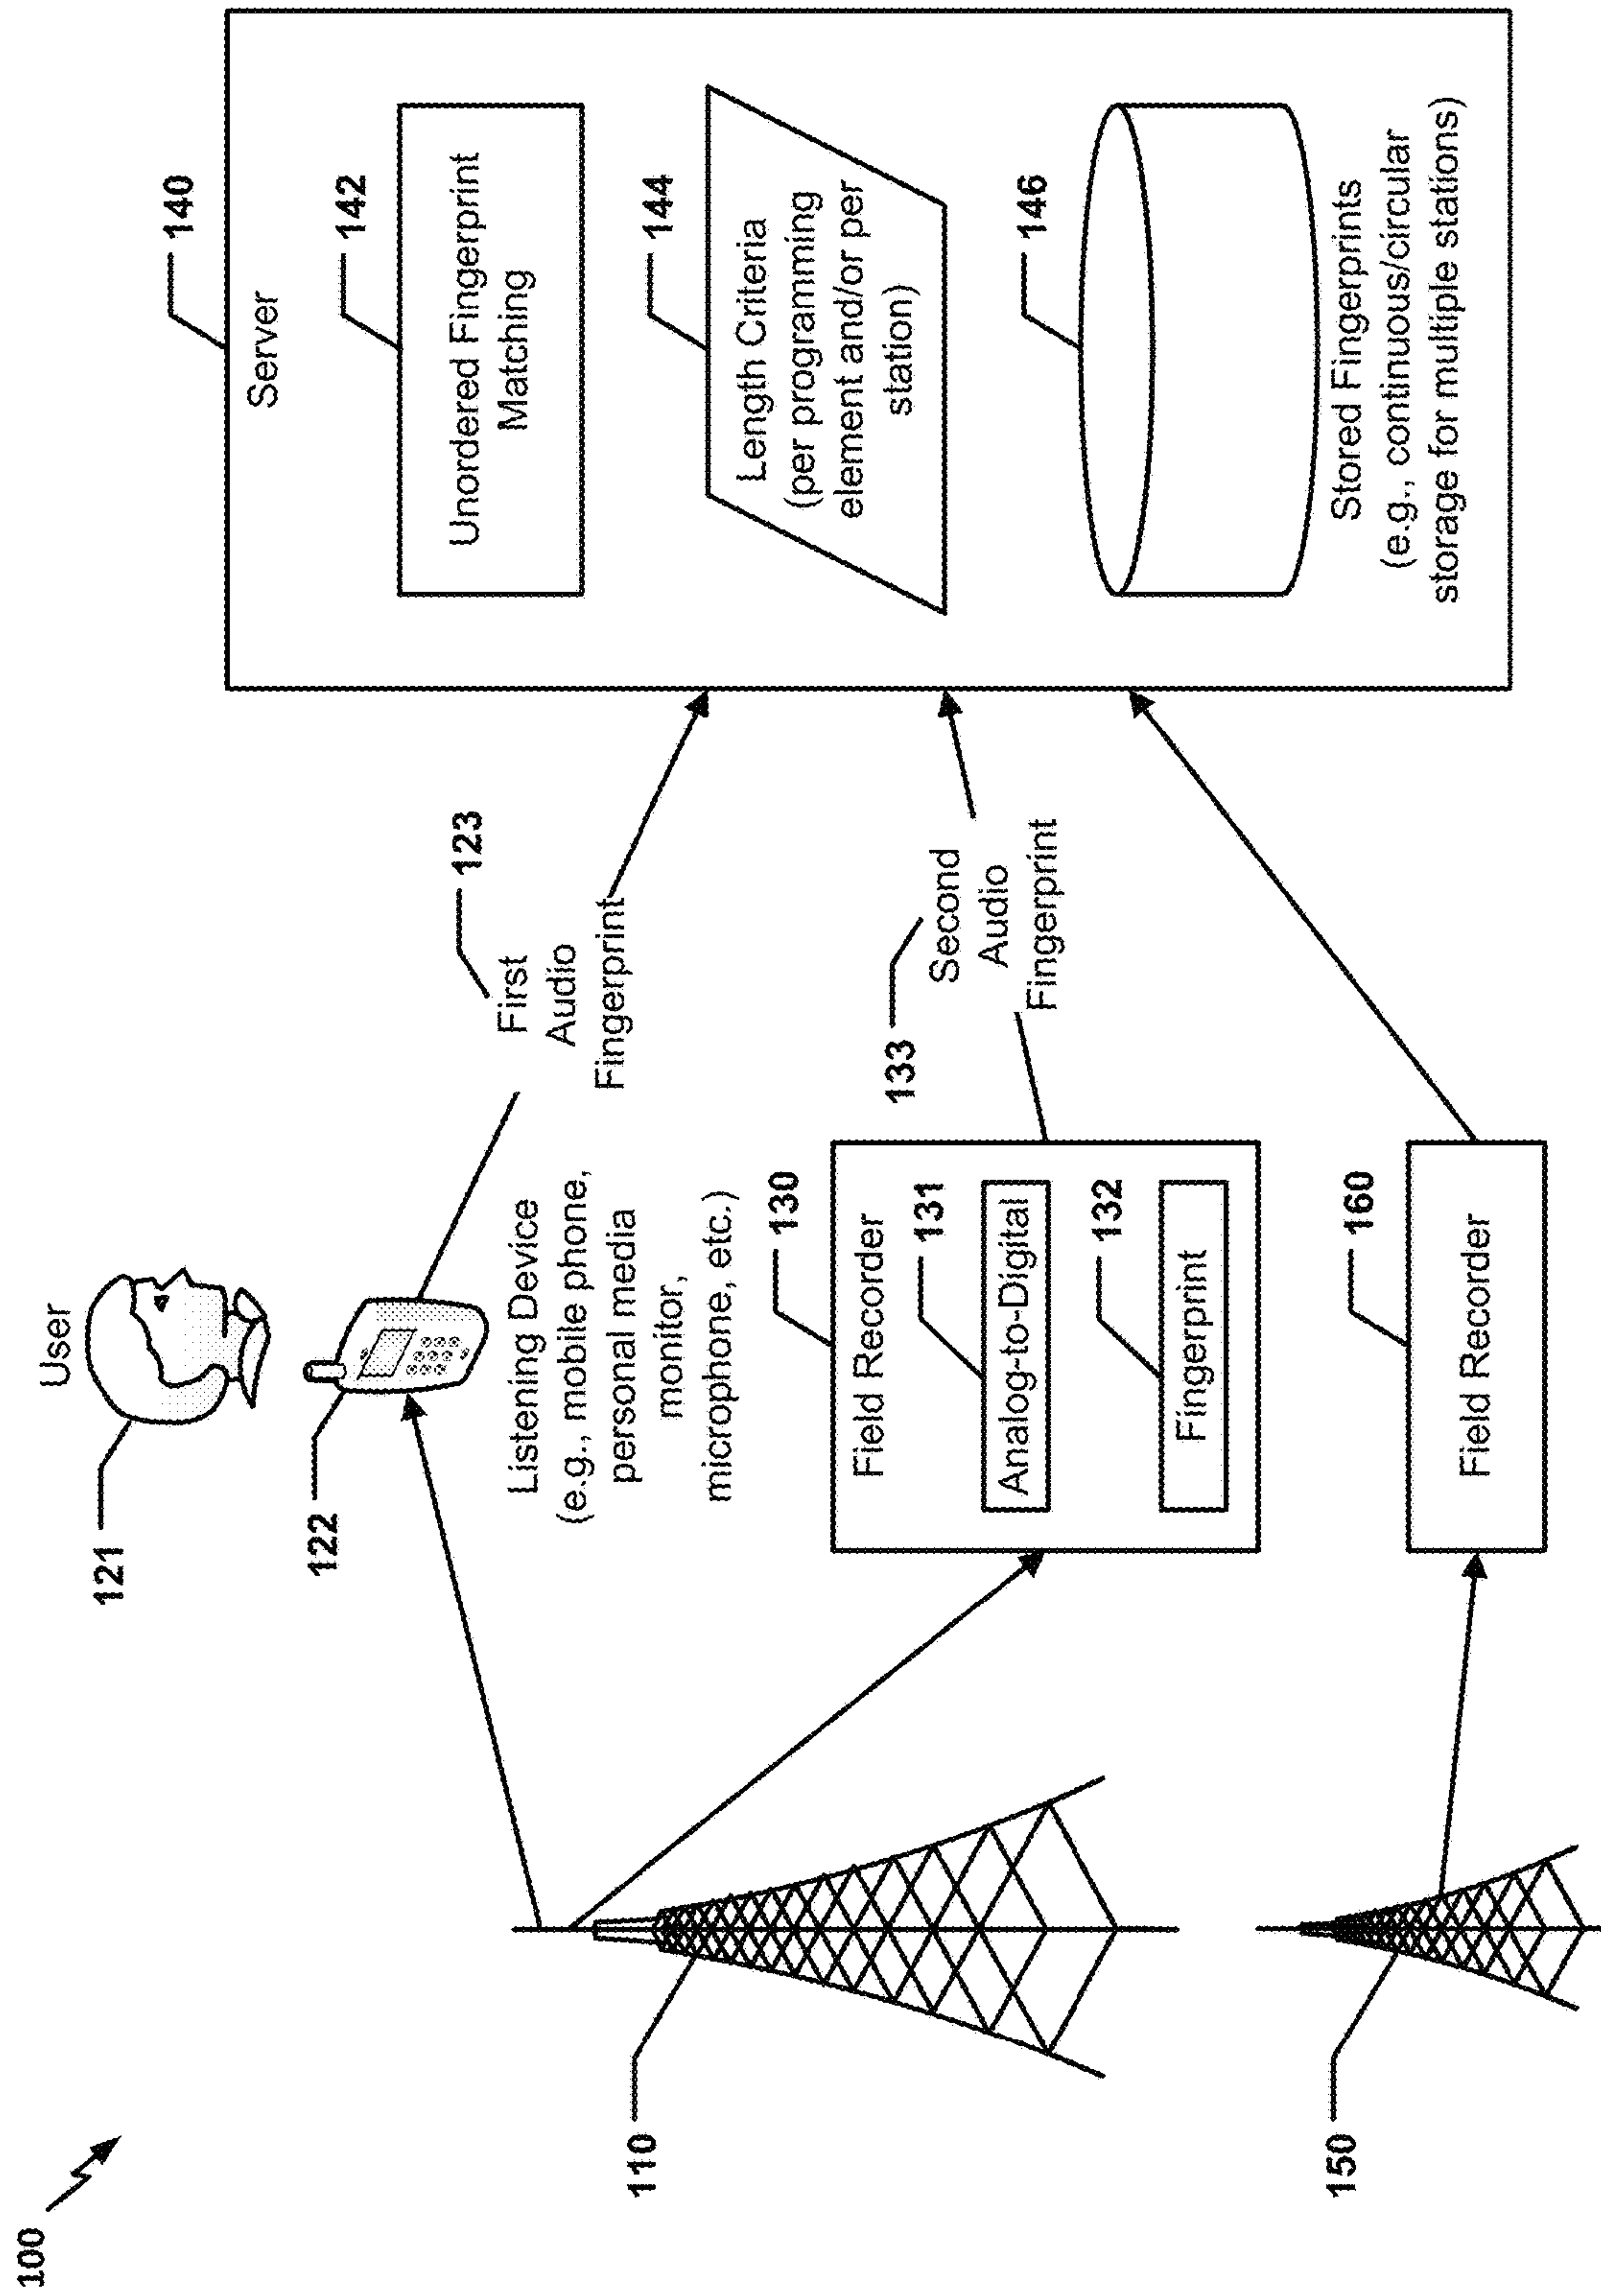 100
User
121
122
Listening Device
(e.g., mobile phone,
personal media
monitor,
microphone, etc.)
123
First
Audio
Fingerprint
110
130
Field Recorder
131
Analog-to-Digital
132
Fingerprint
133
Second
Audio
Fingerprint
150
160
Field Recorder
140
Server
142
Unordered Fingerprint
Matching
144
Length Criteria
(per programming
element and/or per
station)
146
Stored Fingerprints
(e.g., continuous/circular
storage for multiple stations)